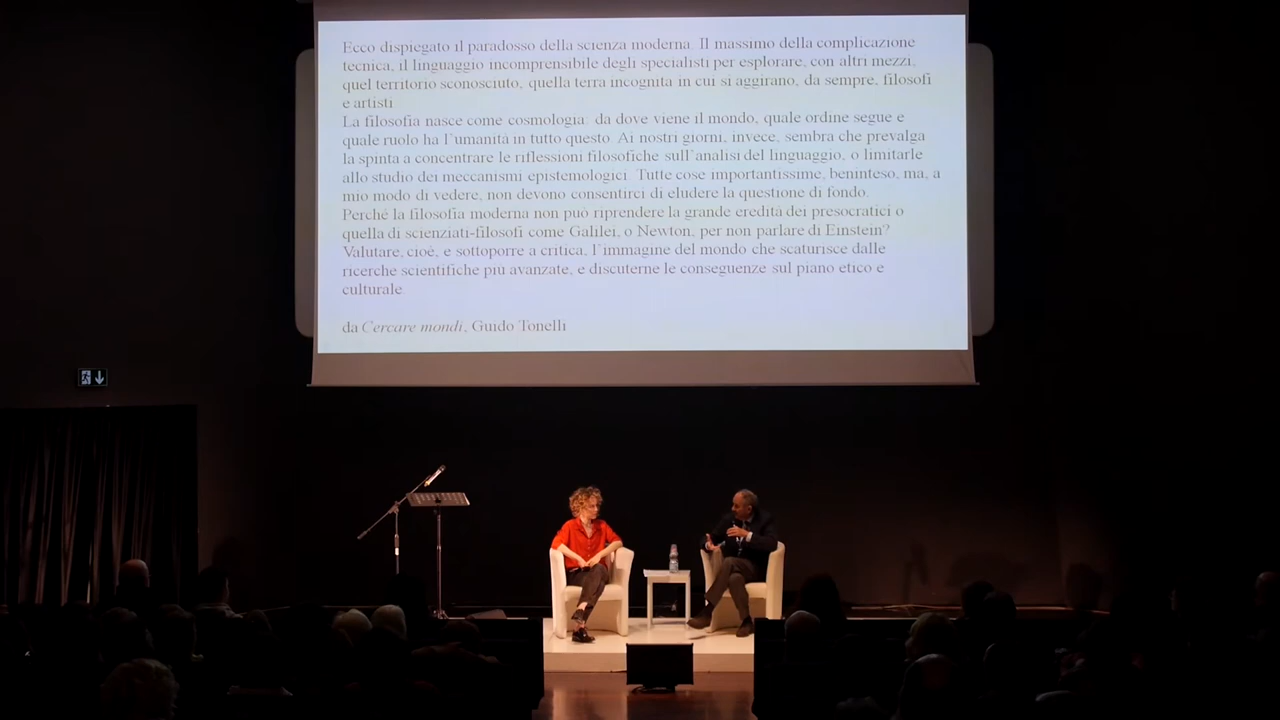 Ecco dispiegato il paradosso della scienza moderna. Il massimo della complicazione
tecnica, il linguaggio incomprensibile degli specialisti per esplorare, con altri mezzi,
quel territorio sconosciuto, quella terra incognita in cui si aggirano, da sempre, filosofi
e artisti.
La filosofia nasce come cosmologia: da dove viene il mondo, quale ordine segue e
quale ruolo ha l'umanità in tutto questo. Ai nostri giorni, invece, sembra che prevalga
la spinta a concentrare le riflessioni filosofiche sull'analisi del linguaggio, o limitarle
allo studio dei meccanismi epistemologici. Tutte cose importantissime, beninteso, ma, a
mio modo di vedere, non devono consentirci di eludere la questione di fondo.
Perché la filosofia moderna non può riprendere la grande eredità dei presocratici o
quella di scienziati-filosofi come Galilei, o Newton, per non parlare di Einstein?
Valutare, cioè, e sottoporre a critica, l'immagine del mondo che scaturisce dalle
ricerche scientifiche più avanzate, e discuterne le conseguenze sul piano etico e
culturale.
da Cercare mondi, Guido Tonelli